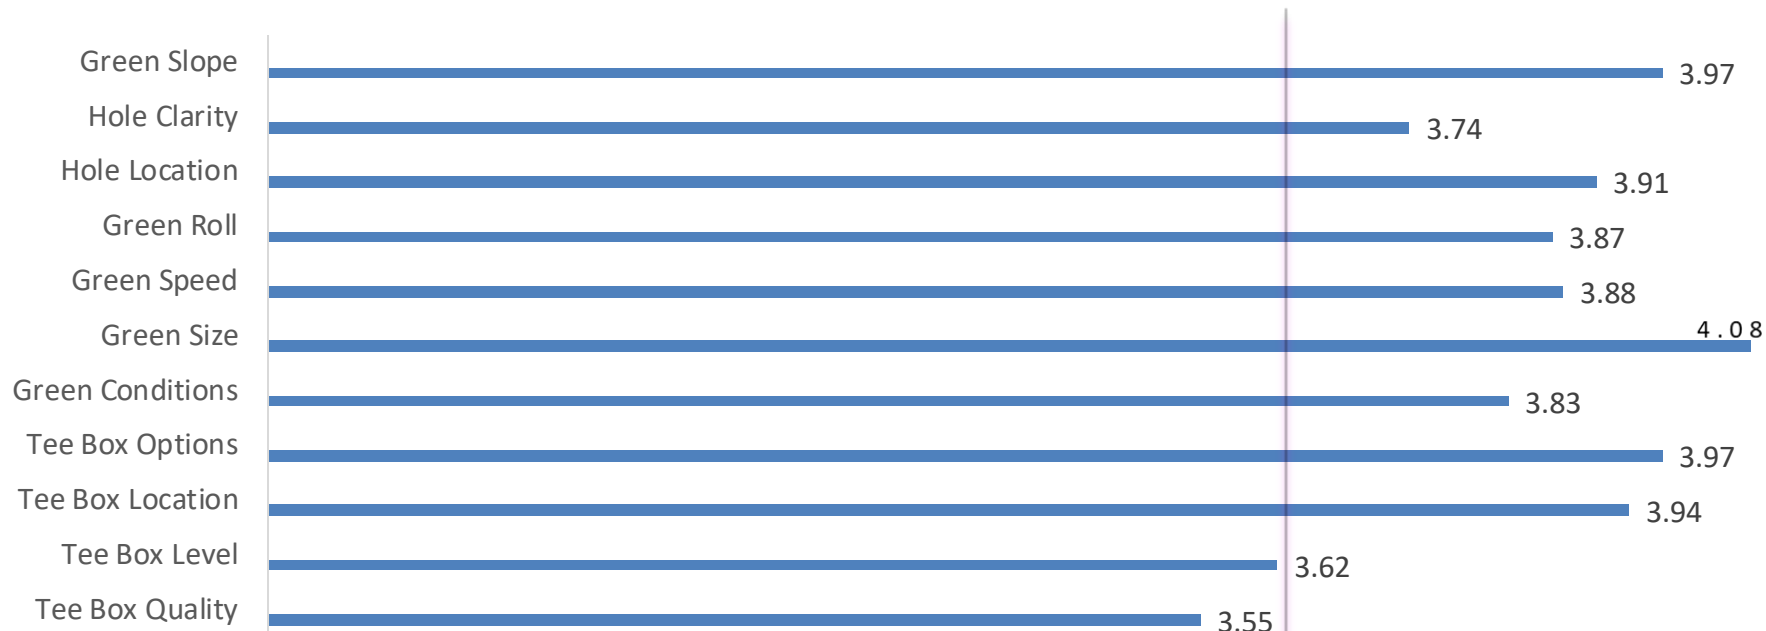 Green Slope 3.97
Hole Clarity 3.74
Hole Location 3.91
Green Roll 3.87
Green Speed 3.88
Green Size 4.08
Green Conditions 3.83
Tee Box Options 3.97
Tee Box Location 3.94
Tee Box Level 3.62
Tee Box Quality 3.55